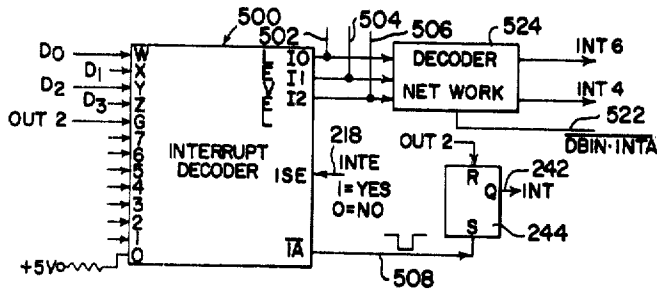 500
502
504
506
524
D0
D1
D2
D3
OUT 2
W
X
Y
Z
G
7
6
5
4
3
2
1
0
+5V
LEVEL
I0
I1
I2
INTERRUPT
DECODER
ISE
IA
218
INTE
1=YES
0=NO
508
DECODER
NET WORK
INT 6
INT 4
522
DBIN·INTA
OUT 2
R
Q
S
242
INT
244